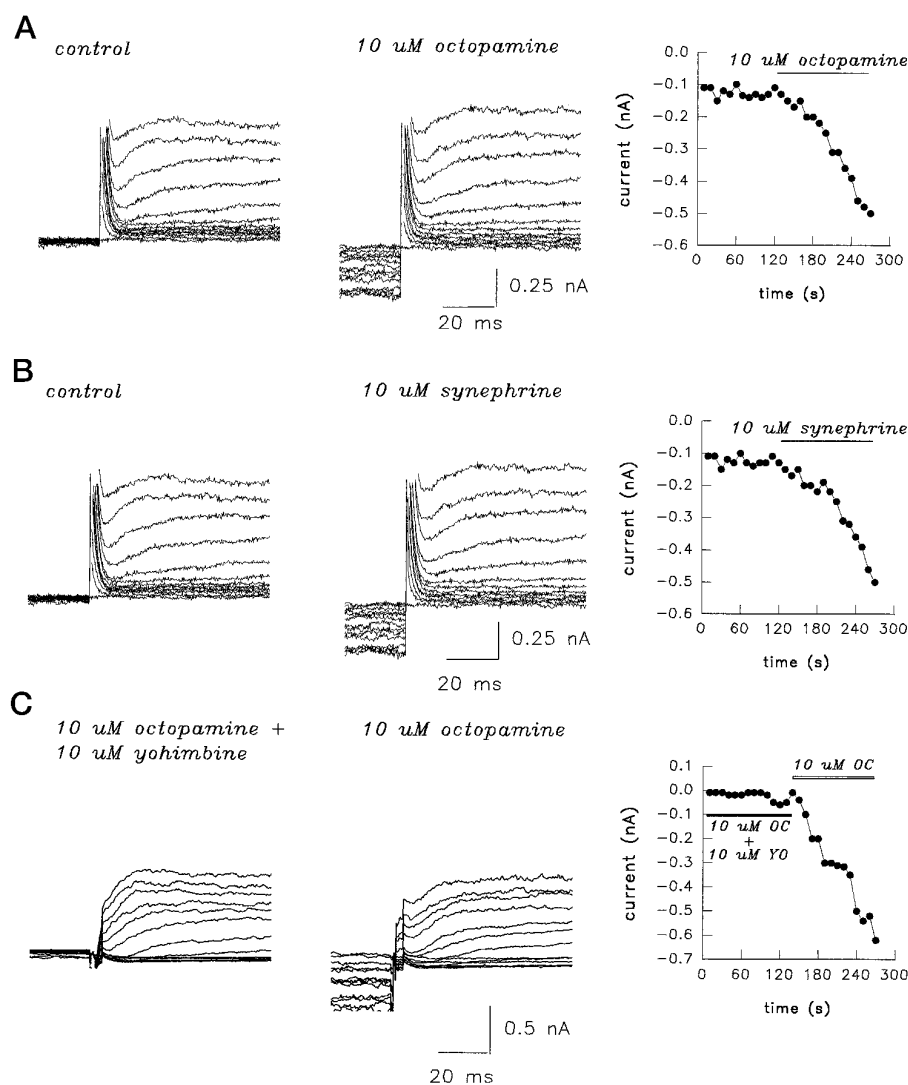 A
control
10 uM octopamine
0.25 nA
20 ms
10 uM octopamine
0.0
−0.1
−0.2
−0.3
−0.4
−0.5
−0.6
current (nA)
0 60 120 180 240 300
time (s)
B
control
10 uM synephrine
0.25 nA
20 ms
10 uM synephrine
0.0
−0.1
−0.2
−0.3
−0.4
−0.5
−0.6
current (nA)
0 60 120 180 240 300
time (s)
C
10 uM octopamine +
10 uM yohimbine
10 uM octopamine
0.5 nA
20 ms
10 uM OC
0.1
0.0
−0.1
−0.2
−0.3
−0.4
−0.5
−0.6
−0.7
current (nA)
10 uM OC
+
10 uM YO
0 60 120 180 240 300
time (s)